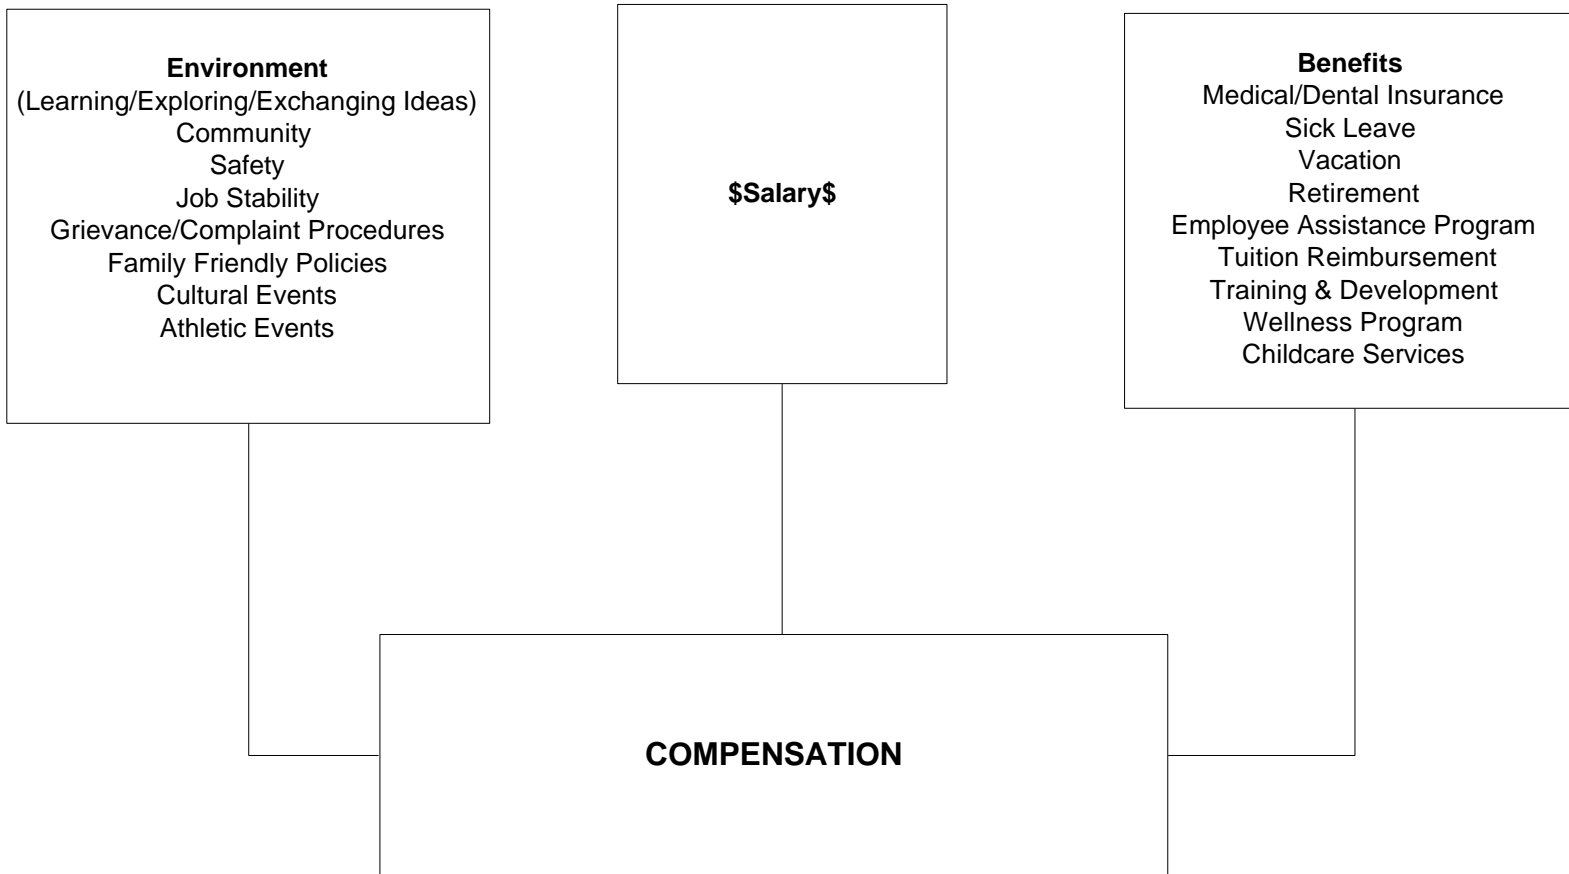 Environment
(Learning/Exploring/Exchanging Ideas)
Community
Safety
Job Stability
Grievance/Complaint Procedures
Family Friendly Policies
Cultural Events
Athletic Events
$Salary$
Benefits
Medical/Dental Insurance
Sick Leave
Vacation
Retirement
Employee Assistance Program
Tuition Reimbursement
Training & Development
Wellness Program
Childcare Services
COMPENSATION